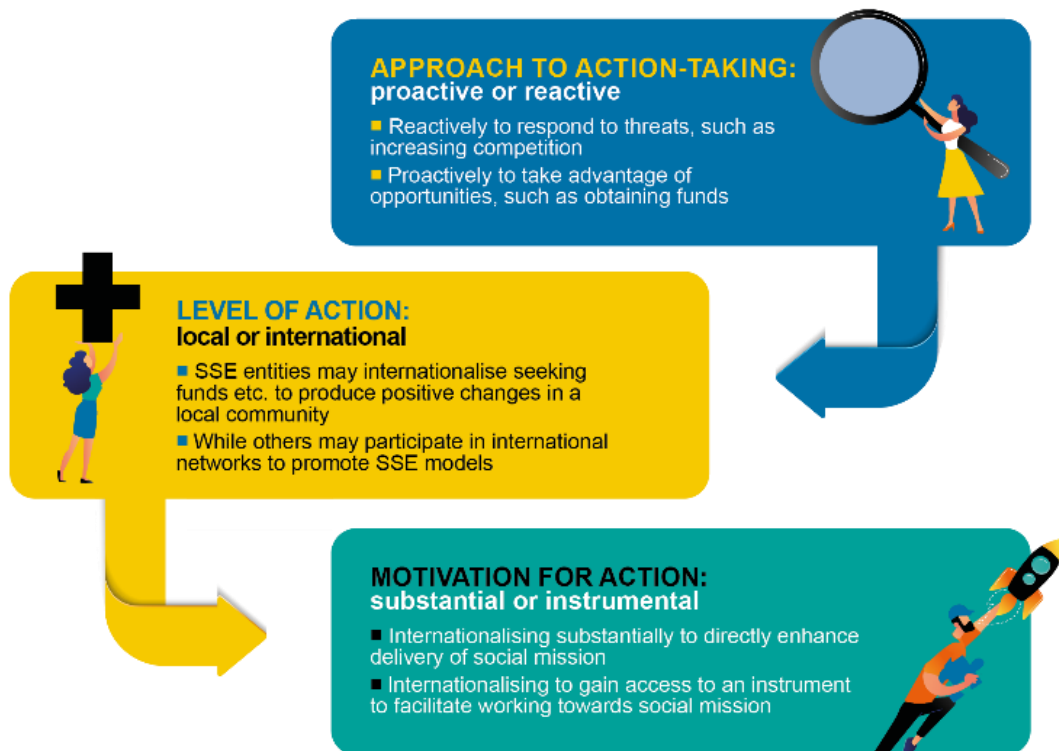 APPROACH TO ACTION-TAKING:
proactive or reactive
■ Reactively to respond to threats, such as
increasing competition
■ Proactively to take advantage of
opportunities, such as obtaining funds
LEVEL OF ACTION:
local or international
■ SSE entities may internationalise seeking
funds etc. to produce positive changes in a
local community
■ While others may participate in international
networks to promote SSE models
MOTIVATION FOR ACTION:
substantial or instrumental
■ Internationalising substantially to directly enhance
delivery of social mission
■ Internationalising to gain access to an instrument
to facilitate working towards social mission